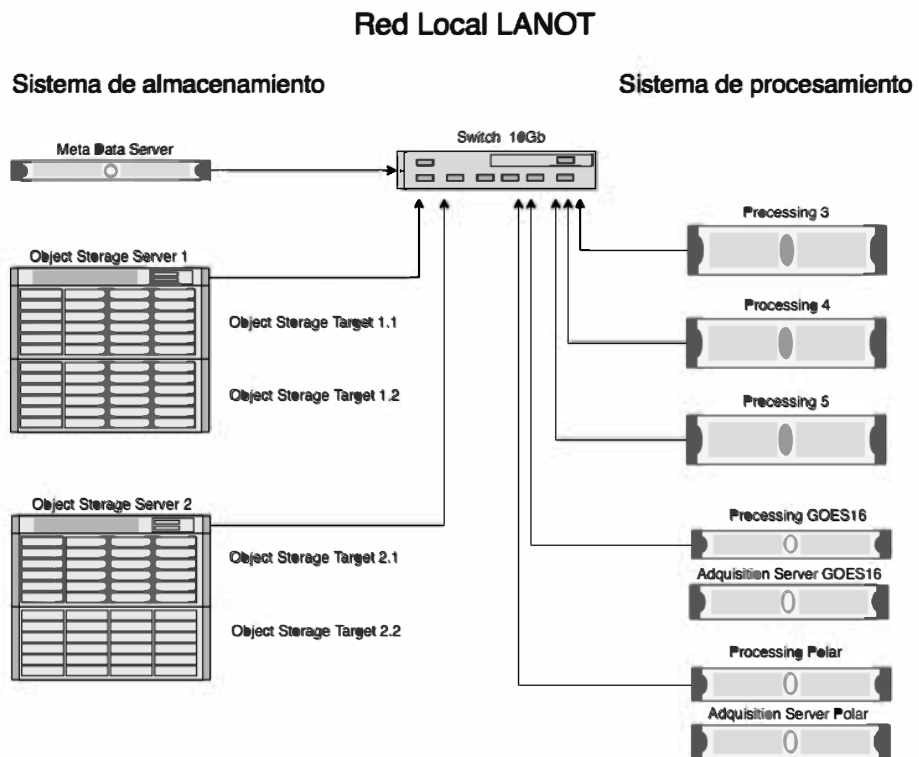 Red Local LANOT
Sistema de almacenamiento
Sistema de procesamiento
Switch 10Gb
Meta Data Server
Object Storage Server 1
Object Storage Target 1.1
Object Storage Target 1.2
Object Storage Server 2
Object Storage Target 2.1
Object Storage Target 2.2
Processing 3
Processing 4
Processing 5
Processing GOES16
Adquisition Server GOES16
Processing Polar
Adquisition Server Polar